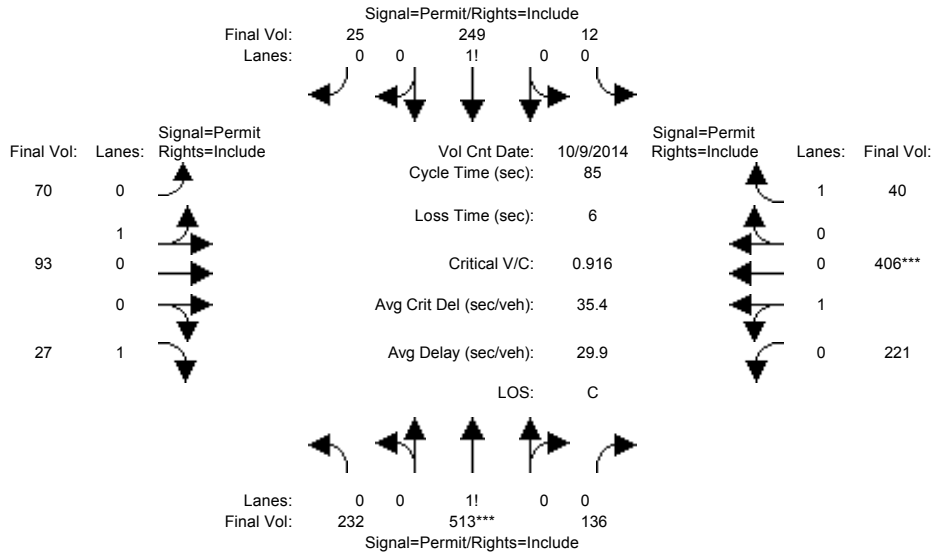 Signal=Permit/Rights=Include
Final Vol: 25 249 12
Lanes: 0 0 1! 0 0
Signal=Permit Signal=Permit
Final Vol: Lanes: Rights=Include Vol Cnt Date: 10/9/2014 Rights=Include Lanes: Final Vol:
Cycle Time (sec): 85
70 0 1 40
Loss Time (sec): 6
1 0
93 0 Critical V/C: 0.916 0 406***
0 Avg Crit Del (sec/veh): 35.4 1
27 1 Avg Delay (sec/veh): 29.9 0 221
LOS: C
Lanes: 0 0 1! 0 0
Final Vol: 232 513*** 136
Signal=Permit/Rights=Include